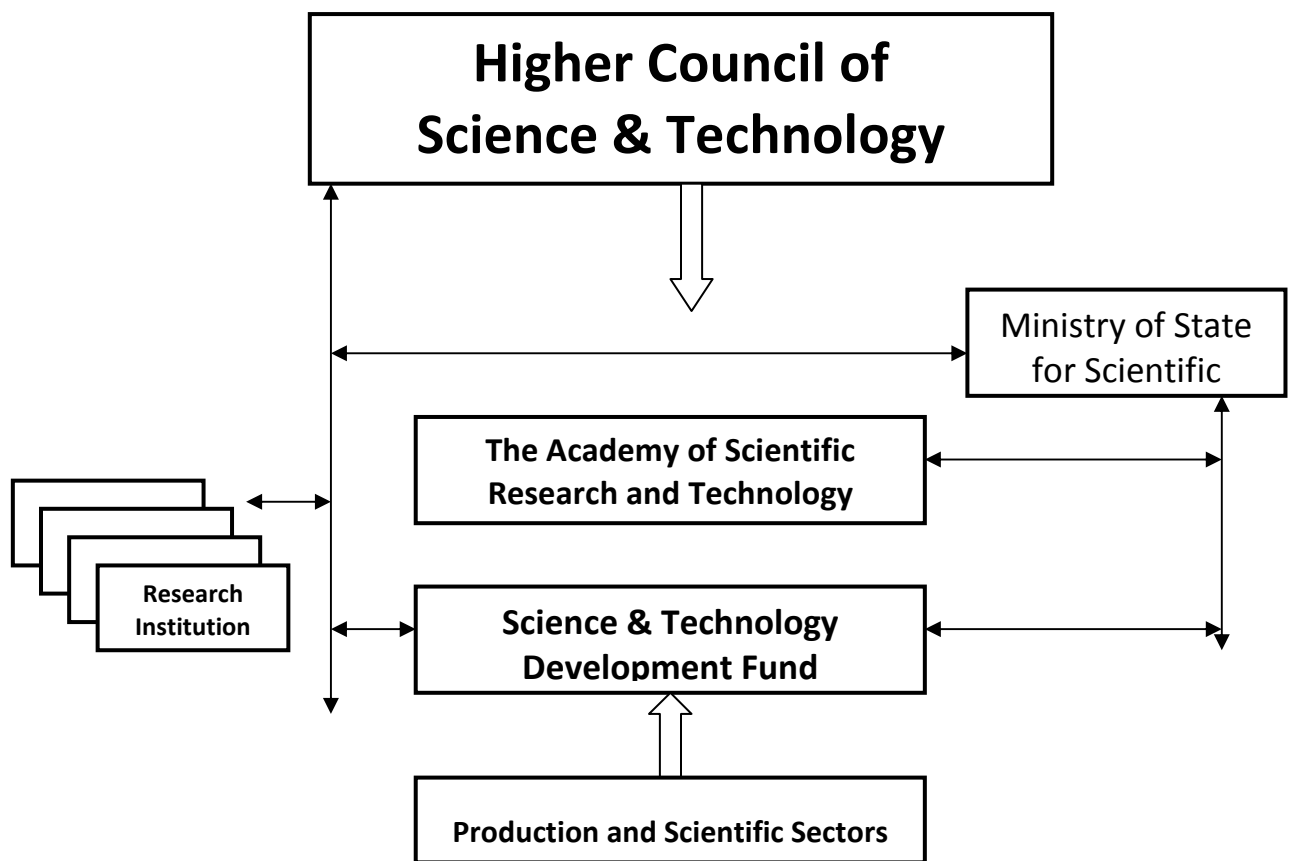 Higher Council of
Science & Technology
Ministry of State
for Scientific
The Academy of Scientific
Research and Technology
Research
Institution
Science & Technology
Development Fund
Production and Scientific Sectors